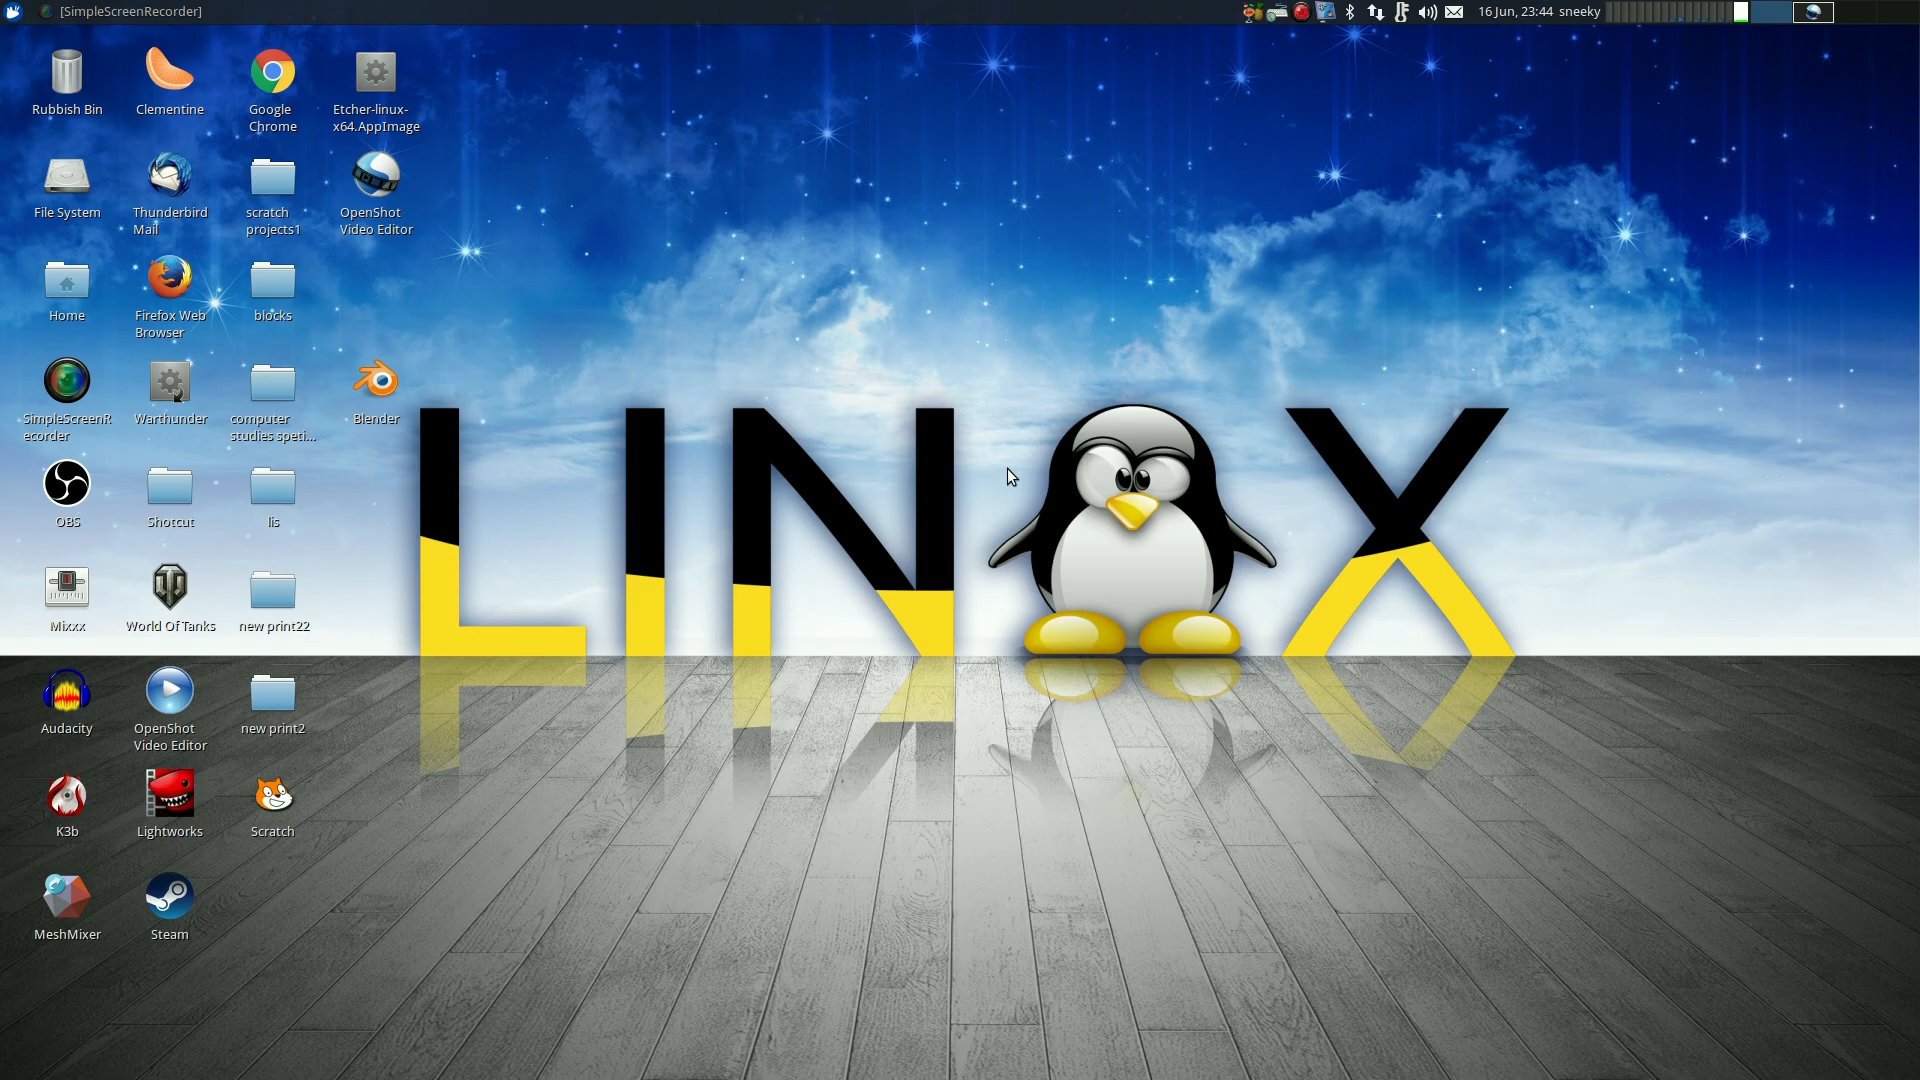 [SimpleScreenRecorder]
16 Jun, 23:44 sneeky
Rubbish Bin
Clementine
Google
Chrome
Etcher-linux-
x64.AppImage
File System
Thunderbird
Mail
scratch
projects1
OpenShot
Video Editor
Home
Firefox Web
Browser
blocks
SimpleScreenR
ecorder
Warthunder
computer
studies speti...
Blender
OBS
Shotcut
lis
Mixxx
World Of Tanks
new print22
Audacity
OpenShot
Video Editor
new print2
K3b
Lightworks
Scratch
MeshMixer
Steam
LINUX